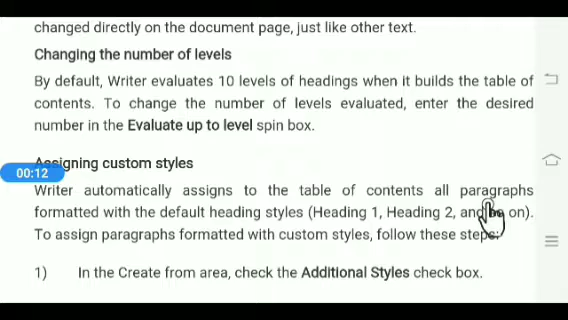 changed directly on the document page, just like other text.
Changing the number of levels
By default, Writer evaluates 10 levels of headings when it builds the table of
contents. To change the number of levels evaluated, enter the desired
number in the Evaluate up to level spin box.
Assigning custom styles
00:12
Writer automatically assigns to the table of contents all paragraphs
formatted with the default heading styles (Heading 1, Heading 2, and on).
To assign paragraphs formatted with custom styles, follow these steps:
1) In the Create from area, check the Additional Styles check box.